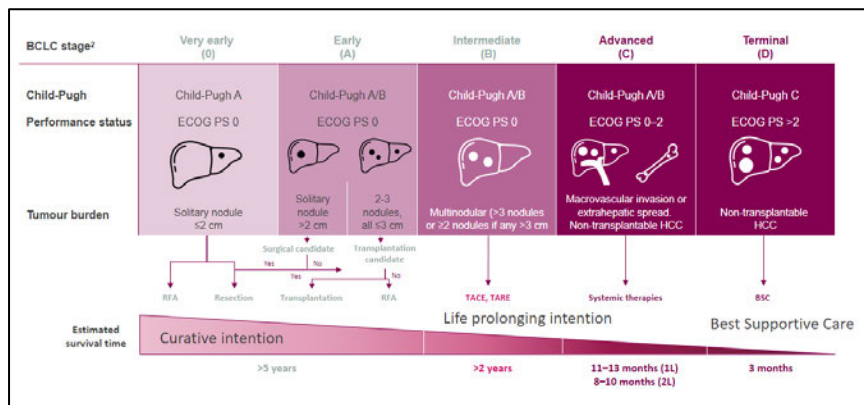 BCLC stage²
Very early
(0)
Early
(A)
Intermediate
(B)
Advanced
(C)
Terminal
(D)
Child-Pugh
Child-Pugh A
Child-Pugh A/B
Child-Pugh A/B
Child-Pugh A/B
Child-Pugh C
Performance status
ECOG PS 0
ECOG PS 0
ECOG PS 0
ECOG PS 0–2
ECOG PS >2
Tumour burden
Solitary nodule
≤2 cm
Solitary
nodule
>2 cm
2-3
nodules,
all ≤3 cm
Multinodular (>3 nodules
or ≥2 nodules if any >3 cm
Macrovascular invasion or
extrahepatic spread.
Non-transplantable HCC
Non-transplantable
HCC
Surgical candidate
Transplantation
candidate
Yes
No
Yes
No
RFA
Resection
Transplantation
RFA
TACE, TARE
Systemic therapies
BSC
Estimated
survival time
Curative intention
Life prolonging intention
Best Supportive Care
>5 years
>2 years
11–13 months (1L)
8–10 months (2L)
3 months